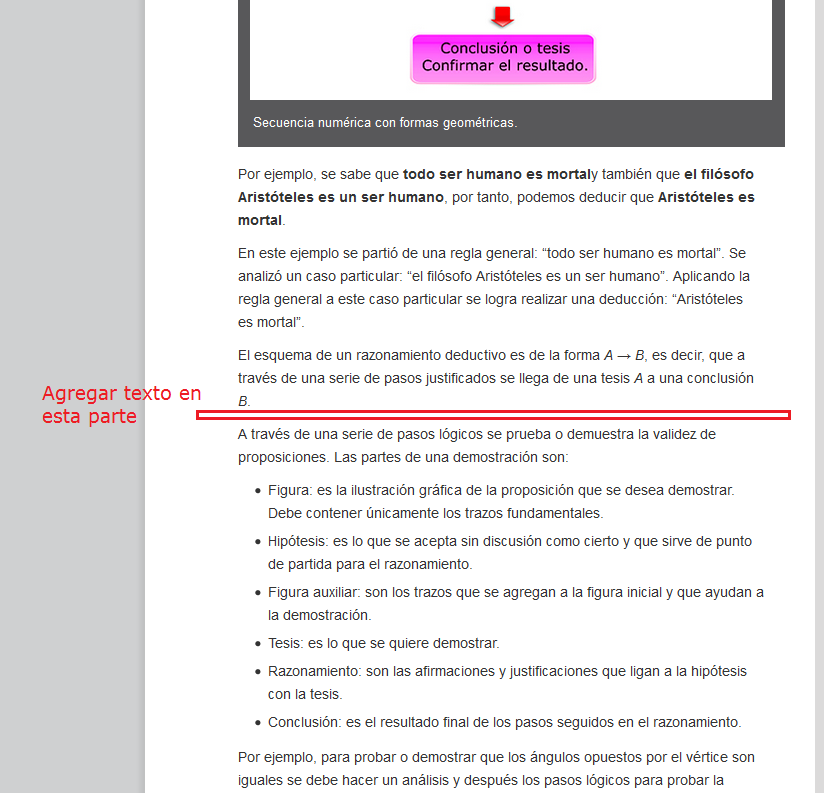 Conclusión o tesis
Confirmar el resultado.
Secuencia numérica con formas geométricas.
Por ejemplo, se sabe que todo ser humano es mortaly también que el filósofo
Aristóteles es un ser humano, por tanto, podemos deducir que Aristóteles es
mortal.
En este ejemplo se partió de una regla general: “todo ser humano es mortal”. Se
analizó un caso particular: “el filósofo Aristóteles es un ser humano”. Aplicando la
regla general a este caso particular se logra realizar una deducción: “Aristóteles
es mortal”.
El esquema de un razonamiento deductivo es de la forma A → B, es decir, que a
través de una serie de pasos justificados se llega de una tesis A a una conclusión
B.
Agregar texto en
esta parte
A través de una serie de pasos lógicos se prueba o demuestra la validez de
proposiciones. Las partes de una demostración son:
• Figura: es la ilustración gráfica de la proposición que se desea demostrar.
Debe contener únicamente los trazos fundamentales.
• Hipótesis: es lo que se acepta sin discusión como cierto y que sirve de punto
de partida para el razonamiento.
• Figura auxiliar: son los trazos que se agregan a la figura inicial y que ayudan a
la demostración.
• Tesis: es lo que se quiere demostrar.
• Razonamiento: son las afirmaciones y justificaciones que ligan a la hipótesis
con la tesis.
• Conclusión: es el resultado final de los pasos seguidos en el razonamiento.
Por ejemplo, para probar o demostrar que los ángulos opuestos por el vértice son
iguales se debe hacer un análisis y después los pasos lógicos para probar la